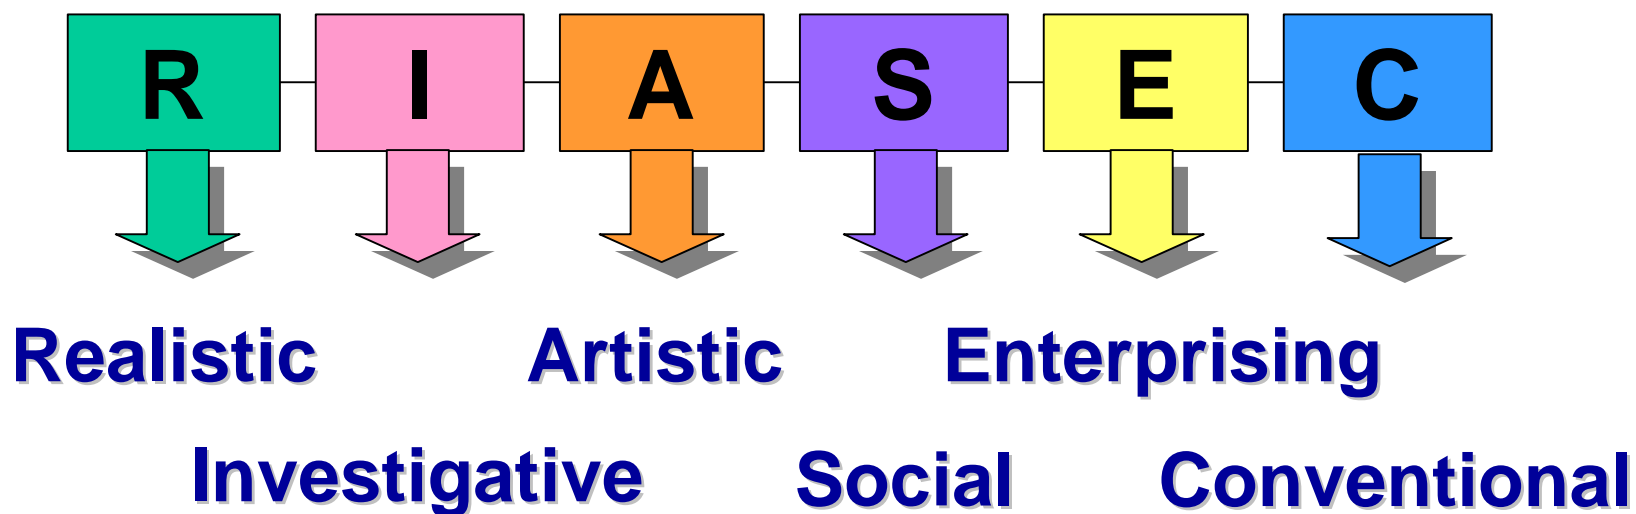 R I A S E C
Realistic Artistic Enterprising
Investigative Social Conventional